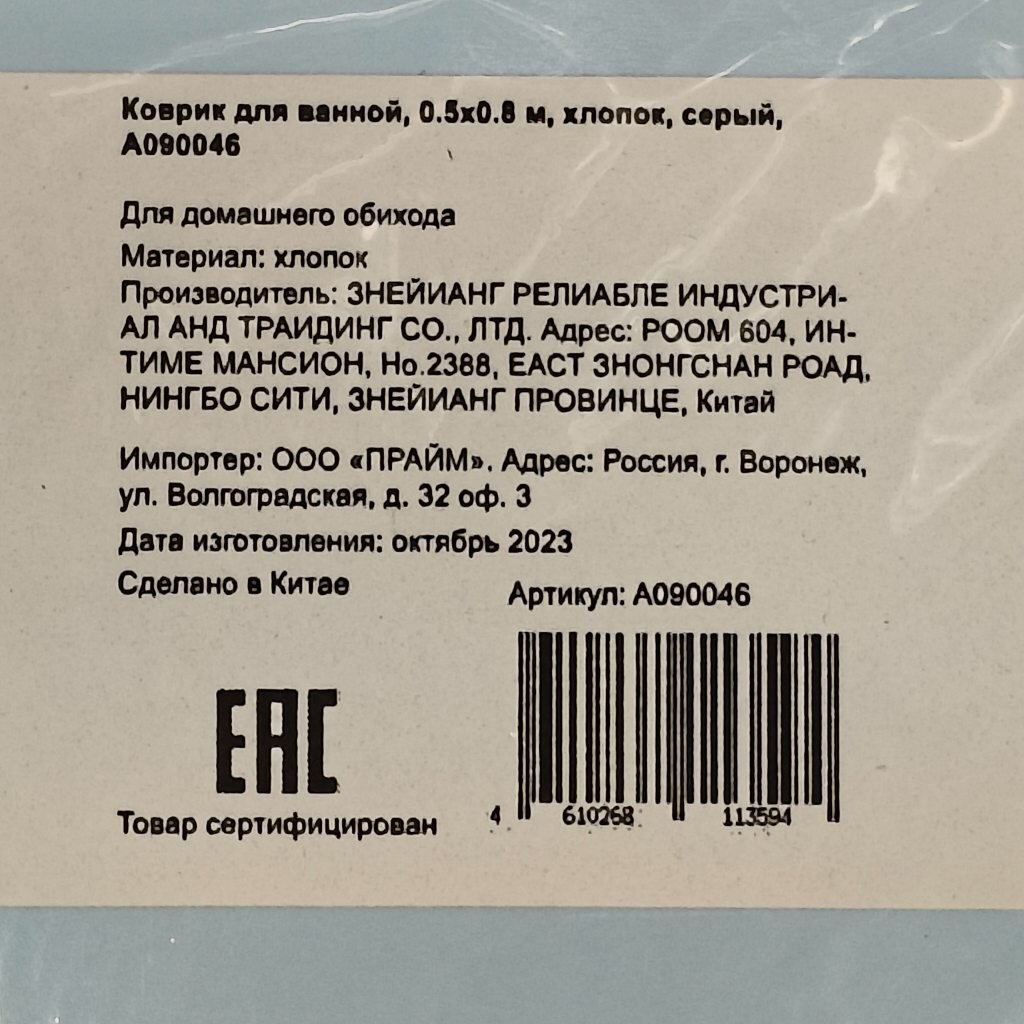 Коврик для ванной, 0.5х0.8 м, хлопок, серый,
А090046
Для домашнего обихода
Материал: хлопок
Производитель: ЗНЕЙИАНГ РЕЛИАБЛЕ ИНДУСТРИ-
АЛ АНД ТРАИДИНГ СО., ЛТД. Адрес: РООМ 604, ИН-
ТИМЕ МАНСИОН, Но.2388, ЕАСТ ЗНОНГСНАН РОАД,
НИНГБО СИТИ, ЗНЕЙИАНГ ПРОВИНЦЕ, Китай
Импортер: ООО «ПРАЙМ». Адрес: Россия, г. Воронеж,
ул. Волгоградская, д. 32 оф. 3
Дата изготовления: октябрь 2023
Сделано в Китае
Артикул: А090046
EAC
Товар сертифицирован
4 610268 113594